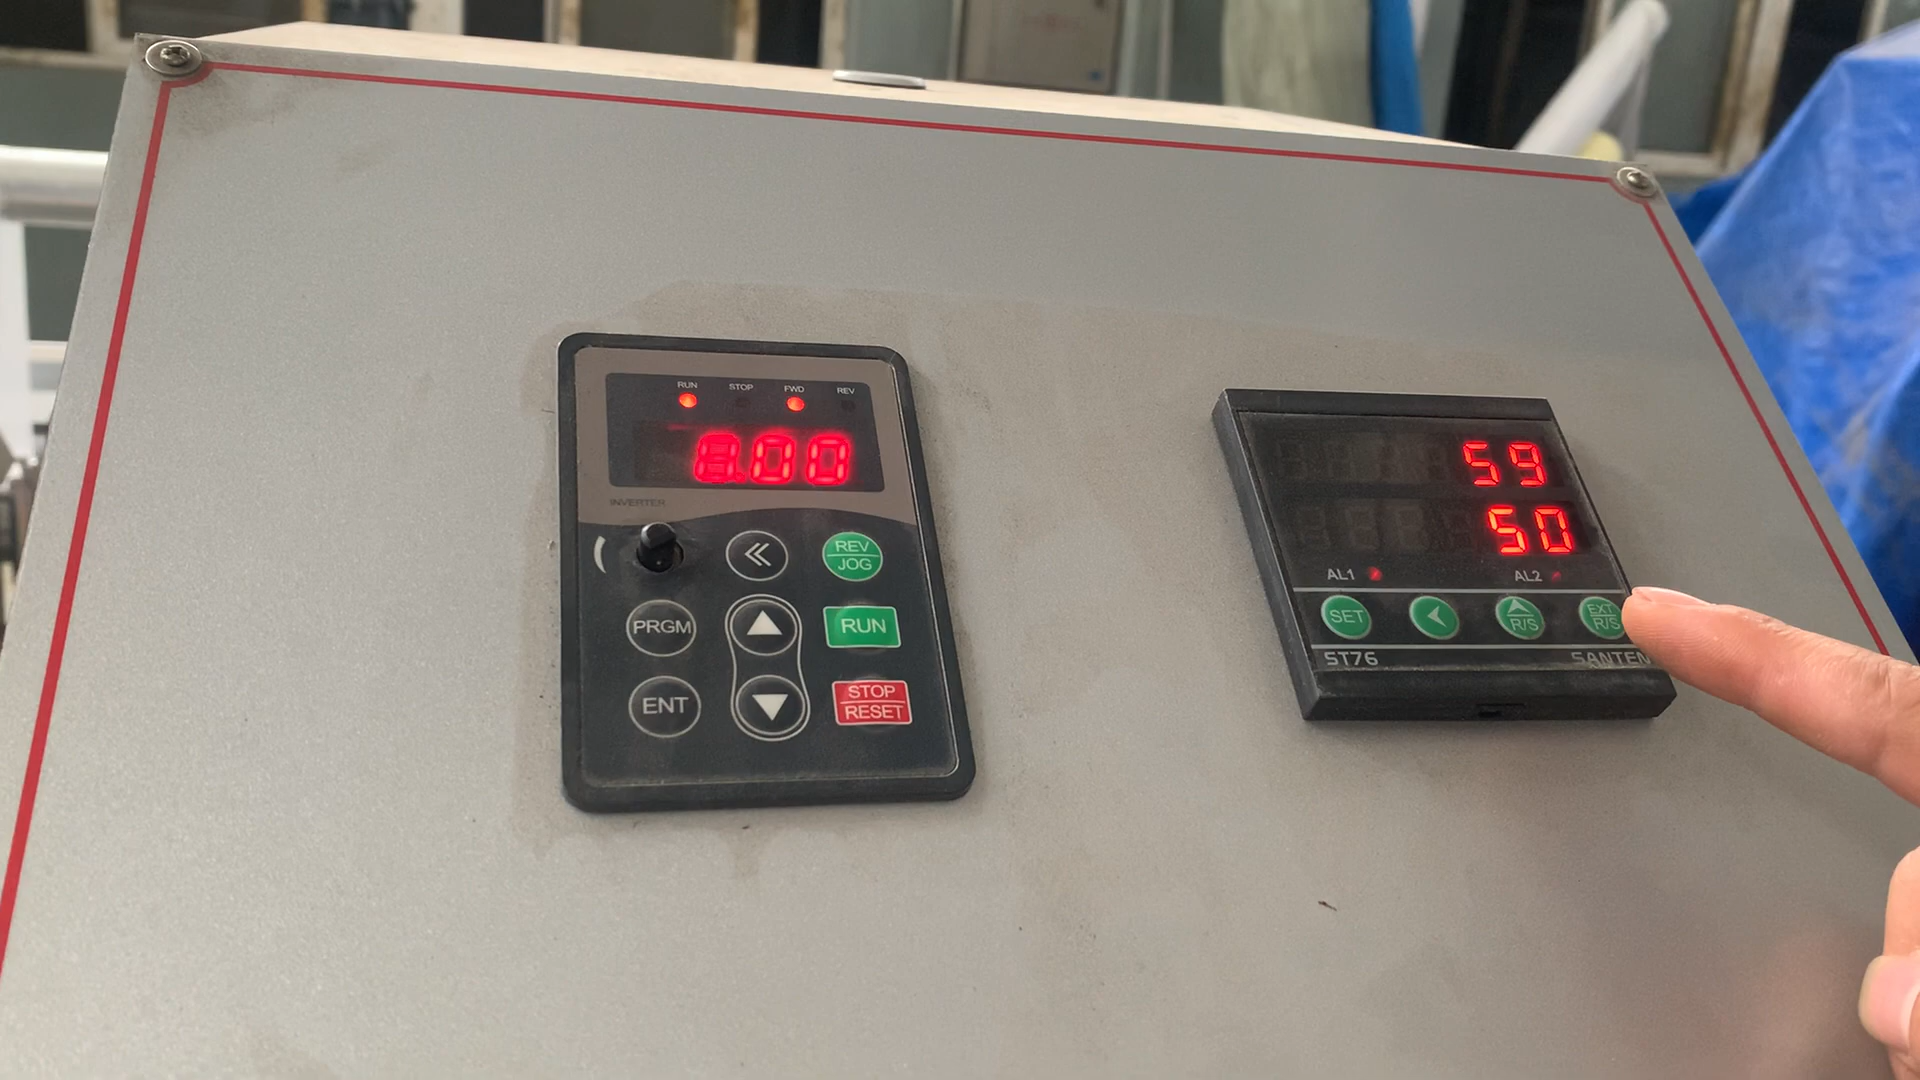 RUN STOP FWD REV
8.00
INVERTER
REV
JOG
PRGM
RUN
ENT
STOP
RESET
59
50
AL1 AL2
SET
R/S
EXT
R/S
ST76 SANTEN